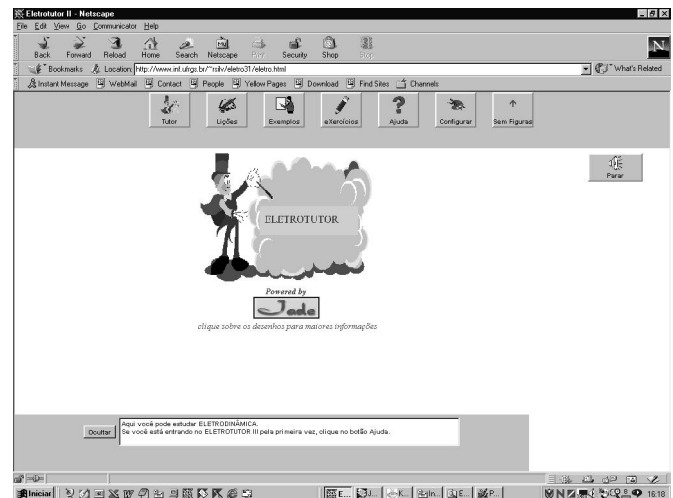 Eletrotutor II - Netscape
File Edit View Go Communicator Help
Back Forward Reload Home Search Netscape Print Security Shop Stop
Bookmarks Location: http://www.inf.ufrgs.br/~rsilv/eletro31/eletro.html What's Related
Instant Message WebMail Contact People Yellow Pages Download Find Sites Channels
Tutor Lições Exemplos eXercícios Ajuda Configurar Sem Figuras
Parar
ELETROTUTOR
Powered by
Jade
clique sobre os desenhos para maiores informações
Aqui você pode estudar ELETRODINÂMICA.
Ocultar
Se você está entrando no ELETROTUTOR III pela primeira vez, clique no botão Ajuda.
Iniciar E... J... K... In... E... P... 16:18